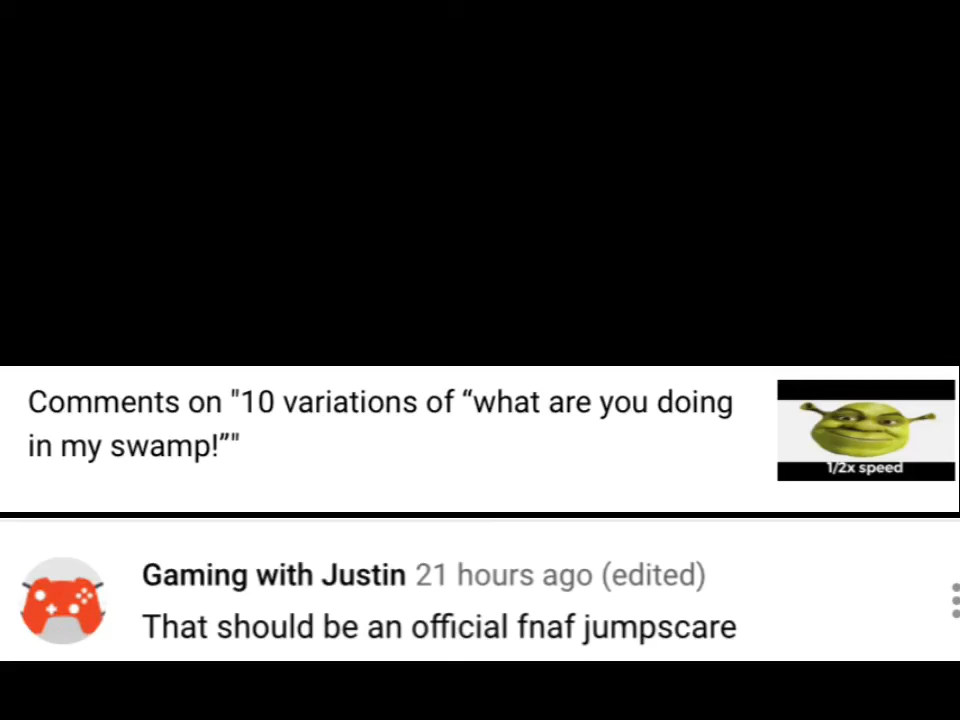 Comments on "10 variations of “what are you doing
in my swamp!”"
1/2x speed
Gaming with Justin 21 hours ago (edited)
That should be an official fnaf jumpscare